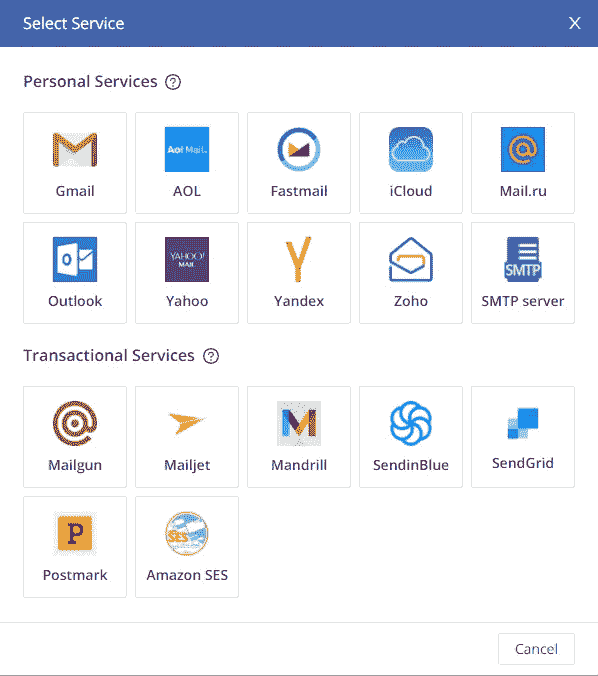 Select Service X
Personal Services ?
Aol Mail.
Gmail AOL Fastmail iCloud Mail.ru
YAHOO!
MAIL
SMTP
Outlook Yahoo Yandex Zoho SMTP server
Transactional Services ?
Mailgun Mailjet Mandrill SendinBlue SendGrid
P SES
Postmark Amazon SES
Cancel